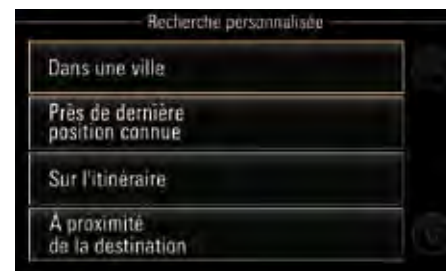 Recherche personnalisée
Dans une ville
Près de dernière
position connue
Sur l'itinéraire
À proximité
de la destination